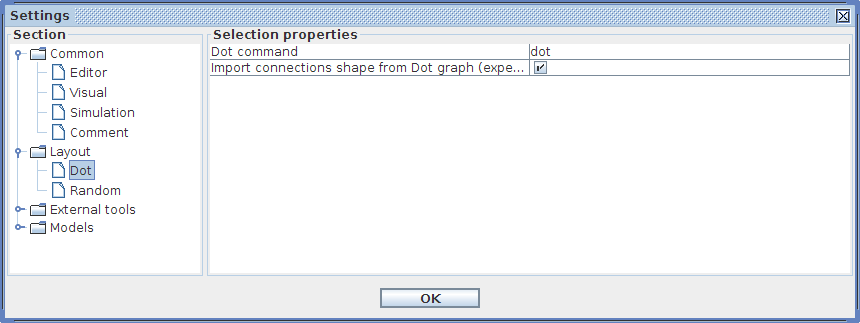 Settings
Section
Common
Editor
Visual
Simulation
Comment
Layout
Dot
Random
External tools
Models
Selection properties
Dot command dot
Import connections shape from Dot graph (expe...
OK